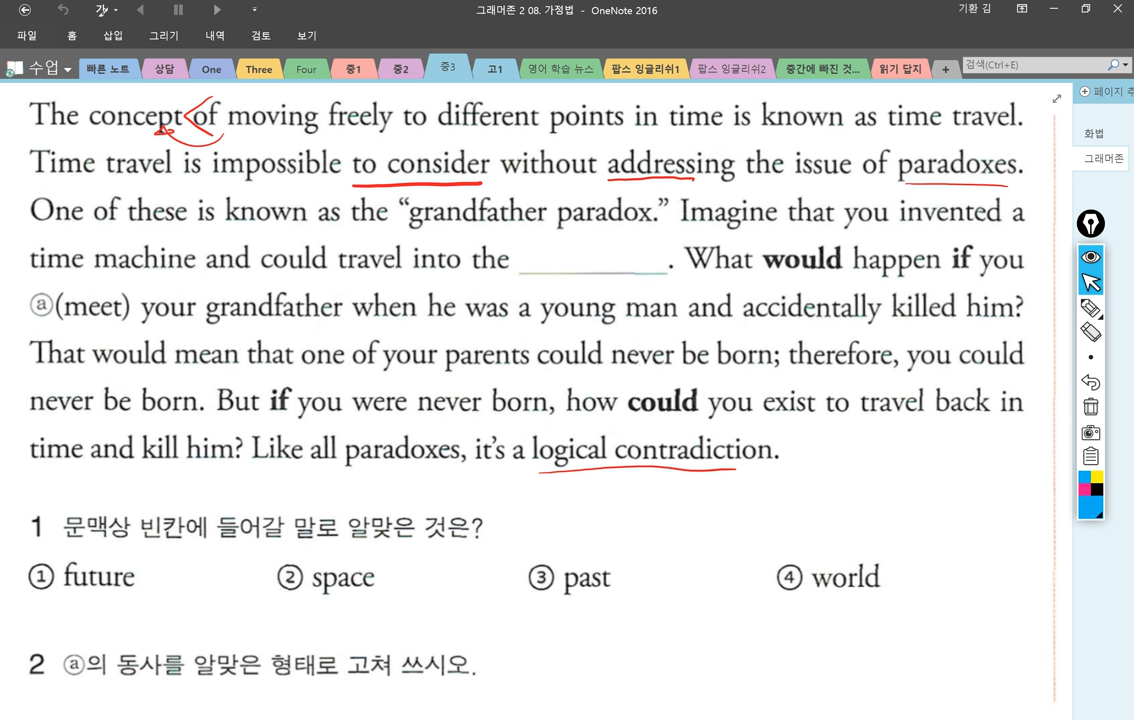 그래머존 2 08. 가정법 - OneNote 2016
기환 김
파일 홈 삽입 그리기 내역 검토 보기
수업 빠른 노트 상담 One Three Four 중1 중2 중3 고1 영어 학습 뉴스 팝스 잉글리쉬1 팝스 잉글리쉬2 중간에 빠진 것... 읽기 답지 + 검색(Ctrl+E)
페이지 추
화법
그래머존
The concept of moving freely to different points in time is known as time travel.
Time travel is impossible to consider without addressing the issue of paradoxes.
One of these is known as the “grandfather paradox.” Imagine that you invented a
time machine and could travel into the __________. What would happen if you
ⓐ(meet) your grandfather when he was a young man and accidentally killed him?
That would mean that one of your parents could never be born; therefore, you could
never be born. But if you were never born, how could you exist to travel back in
time and kill him? Like all paradoxes, it’s a logical contradiction.
1 문맥상 빈칸에 들어갈 말로 알맞은 것은?
① future ② space ③ past ④ world
2 ⓐ의 동사를 알맞은 형태로 고쳐 쓰시오.